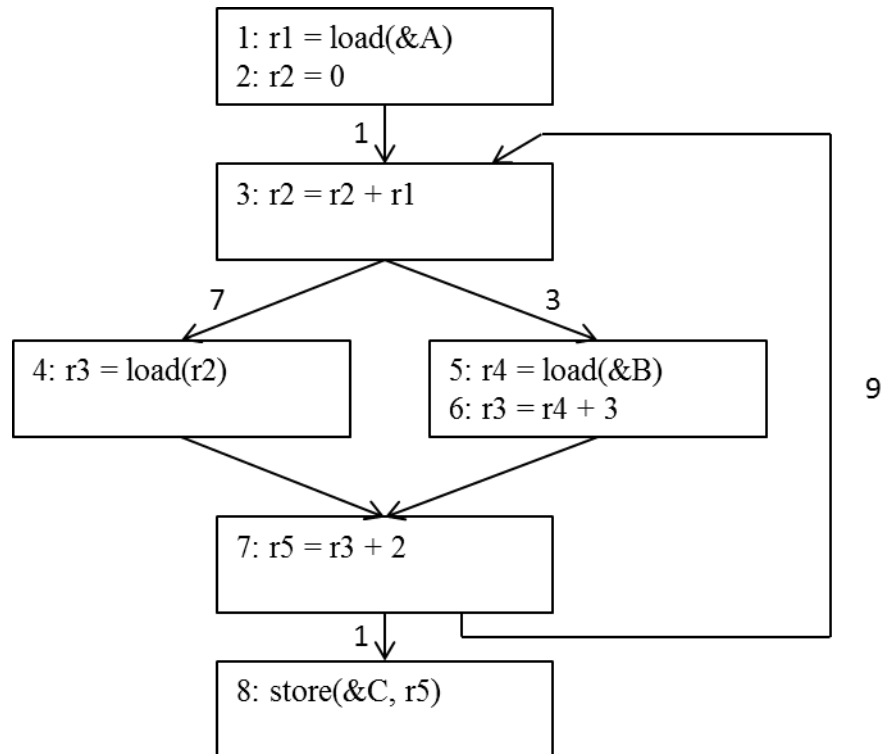 1: r1 = load(&A)
2: r2 = 0
1
3: r2 = r2 + r1
7
3
4: r3 = load(r2)
5: r4 = load(&B)
6: r3 = r4 + 3
9
7: r5 = r3 + 2
1
8: store(&C, r5)